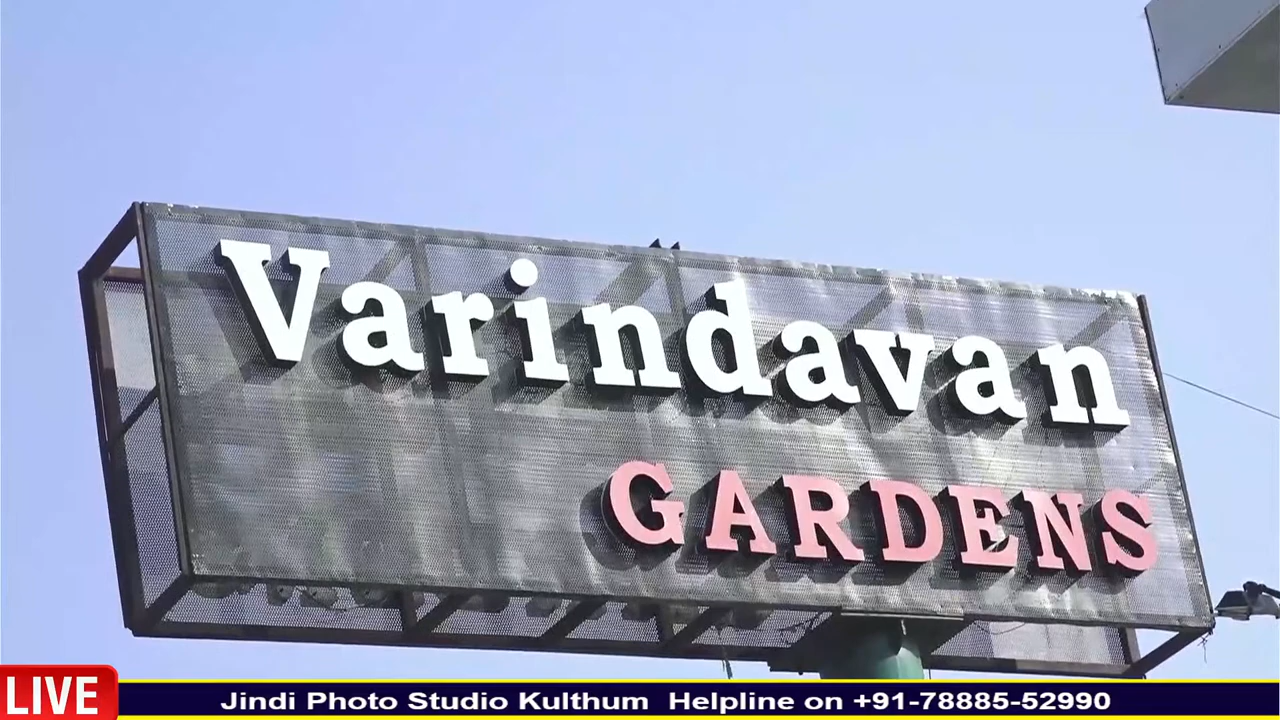 Varindavan
GARDENS
LIVE
Jindi Photo Studio Kulthum Helpline on +91-78885-52990